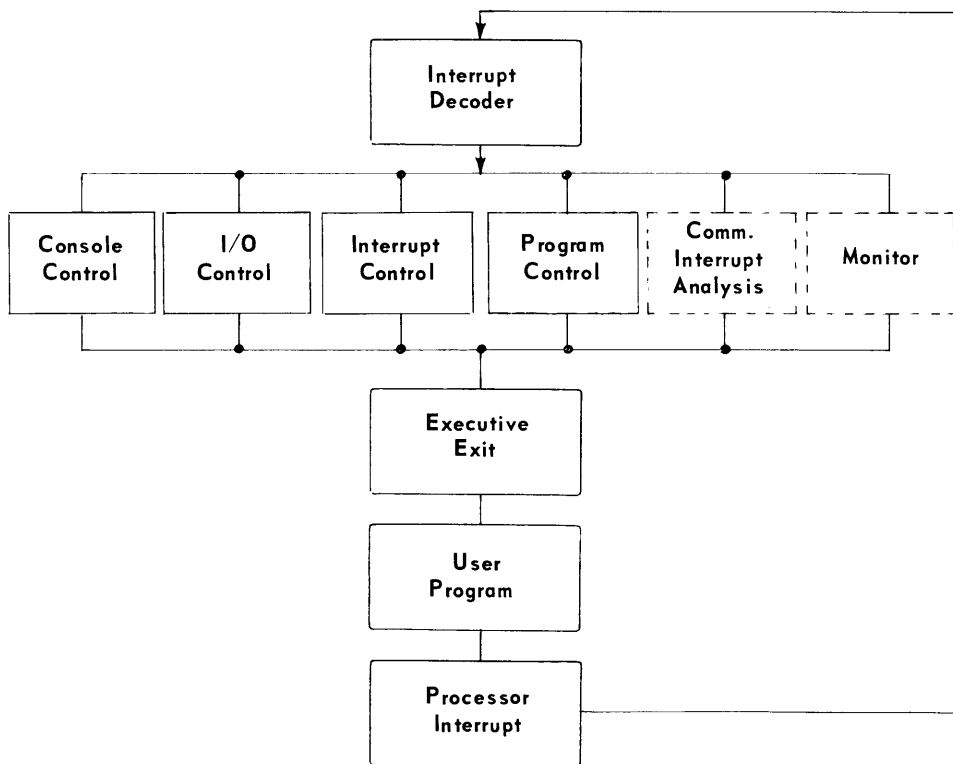 Interrupt
Decoder
Console
Control
I/O
Control
Interrupt
Control
Program
Control
Comm.
Interrupt
Analysis
Monitor
Executive
Exit
User
Program
Processor
Interrupt